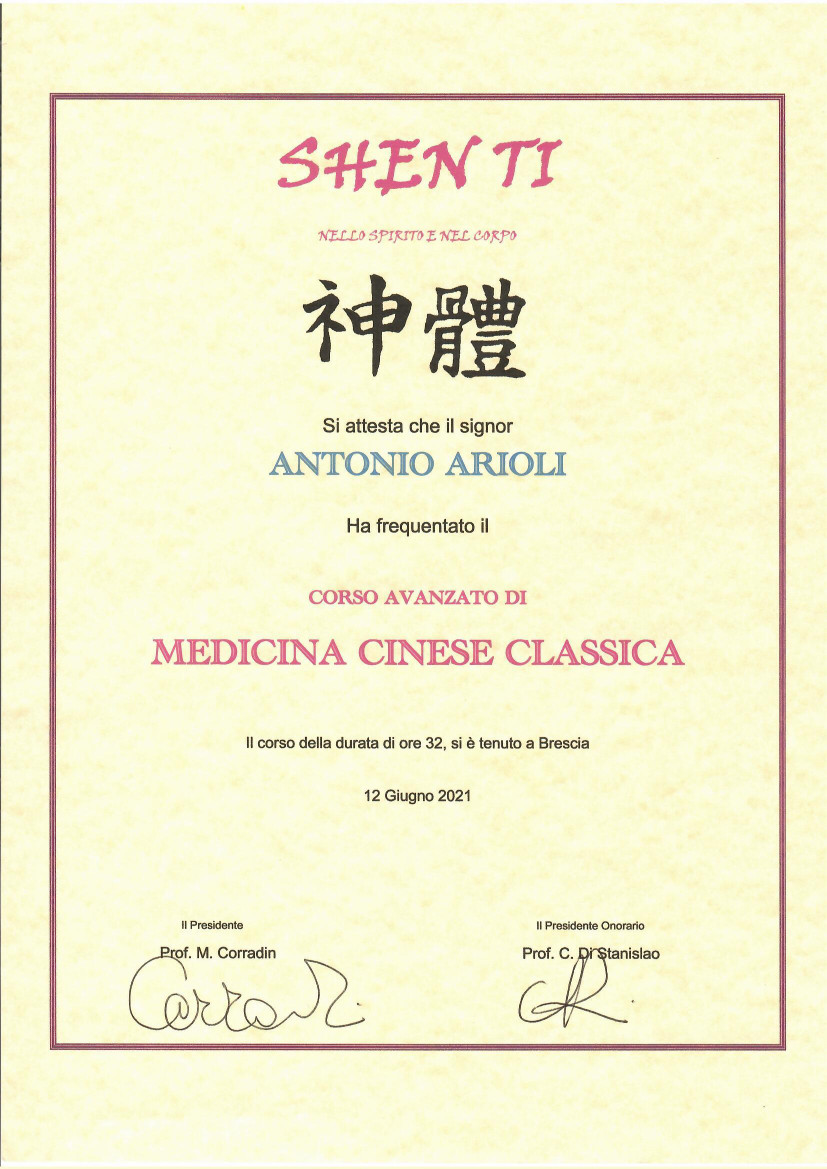 SHEN TI
NELLO SPIRITO E NEL CORPO
神體
Si attesta che il signor
ANTONIO ARIOLI
Ha frequentato il
CORSO AVANZATO DI
MEDICINA CINESE CLASSICA
Il corso della durata di ore 32, si è tenuto a Brescia
12 Giugno 2021
Il Presidente
Prof. M. Corradin
Il Presidente Onorario
Prof. C. Di Stanislao